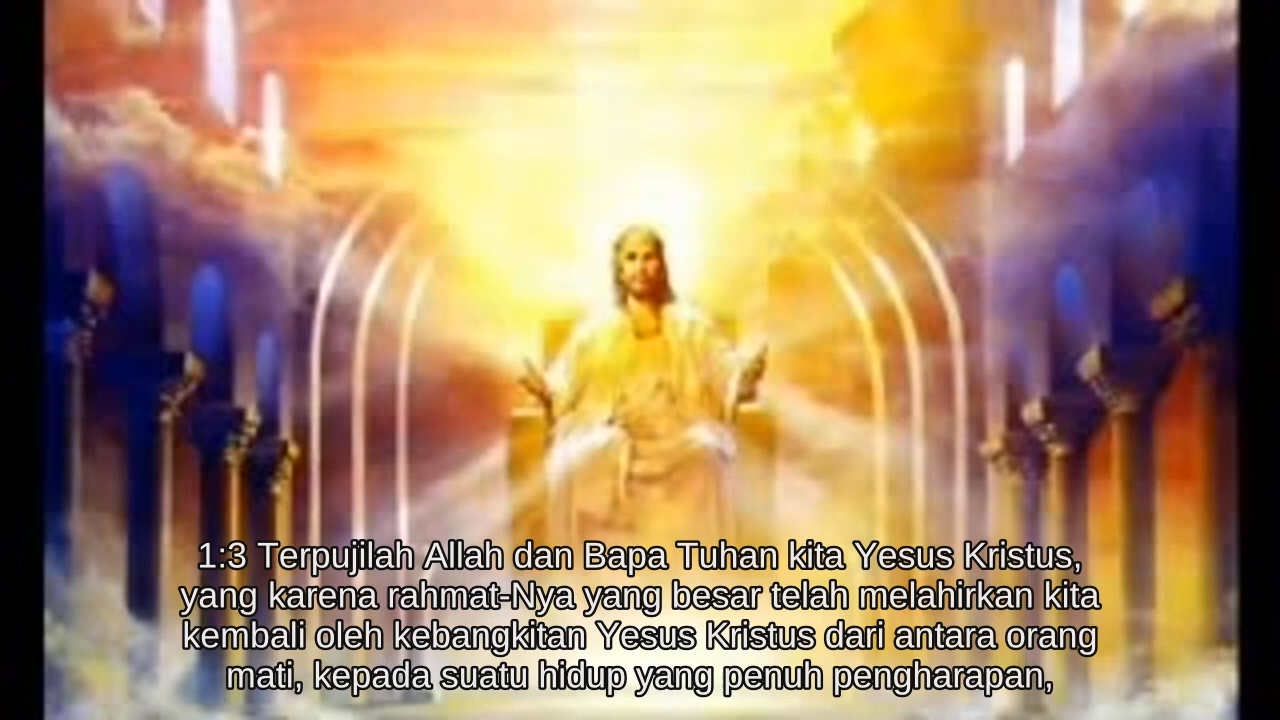 1:3 Terpujilah Allah dan Bapa Tuhan kita Yesus Kristus,
yang karena rahmat-Nya yang besar telah melahirkan kita
kembali oleh kebangkitan Yesus Kristus dari antara orang
mati, kepada suatu hidup yang penuh pengharapan,